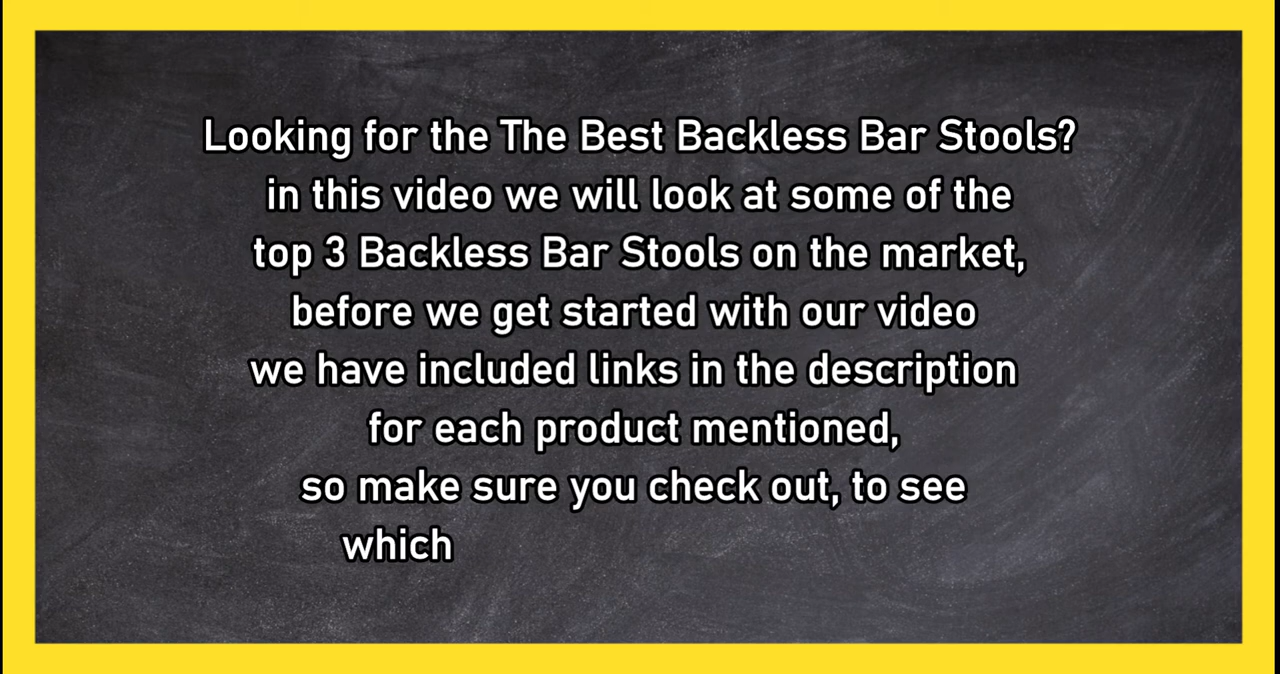 Looking for the The Best Backless Bar Stools?
in this video we will look at some of the
top 3 Backless Bar Stools on the market,
before we get started with our video
we have included links in the description
for each product mentioned,
so make sure you check out, to see
which